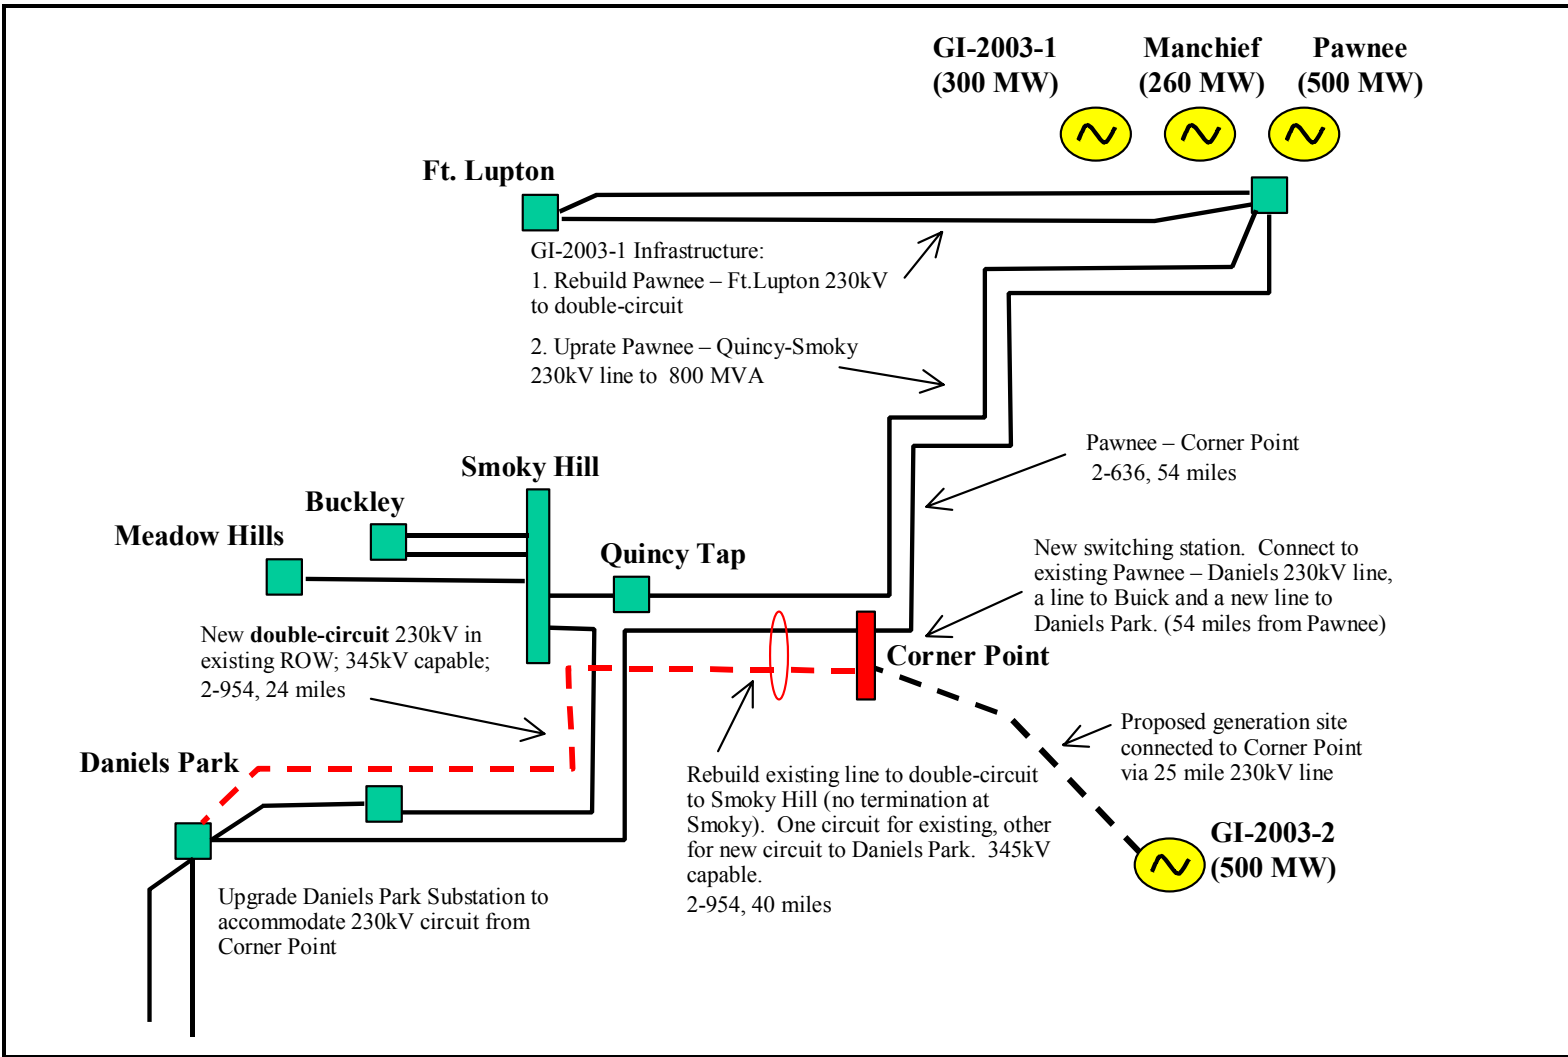 GI-2003-1
(300 MW)
Manchief
(260 MW)
Pawnee
(500 MW)
Ft. Lupton
GI-2003-1 Infrastructure:
1. Rebuild Pawnee – Ft.Lupton 230kV
to double-circuit
2. Uprate Pawnee – Quincy-Smoky
230kV line to 800 MVA
Pawnee – Corner Point
2-636, 54 miles
Smoky Hill
Buckley
Meadow Hills
Quincy Tap
New switching station. Connect to
existing Pawnee – Daniels 230kV line,
a line to Buick and a new line to
Daniels Park. (54 miles from Pawnee)
New double-circuit 230kV in
existing ROW; 345kV capable;
2-954, 24 miles
Corner Point
Proposed generation site
connected to Corner Point
via 25 mile 230kV line
Daniels Park
Rebuild existing line to double-circuit
to Smoky Hill (no termination at
Smoky). One circuit for existing, other
for new circuit to Daniels Park. 345kV
capable.
2-954, 40 miles
GI-2003-2
(500 MW)
Upgrade Daniels Park Substation to
accommodate 230kV circuit from
Corner Point